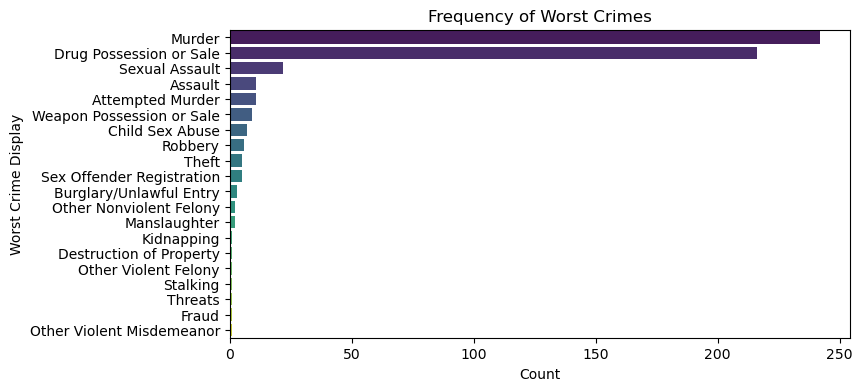 Frequency of Worst Crimes
Worst Crime Display
Murder
Drug Possession or Sale
Sexual Assault
Assault
Attempted Murder
Weapon Possession or Sale
Child Sex Abuse
Robbery
Theft
Sex Offender Registration
Burglary/Unlawful Entry
Other Nonviolent Felony
Manslaughter
Kidnapping
Destruction of Property
Other Violent Felony
Stalking
Threats
Fraud
Other Violent Misdemeanor
0 50 100 150 200 250
Count